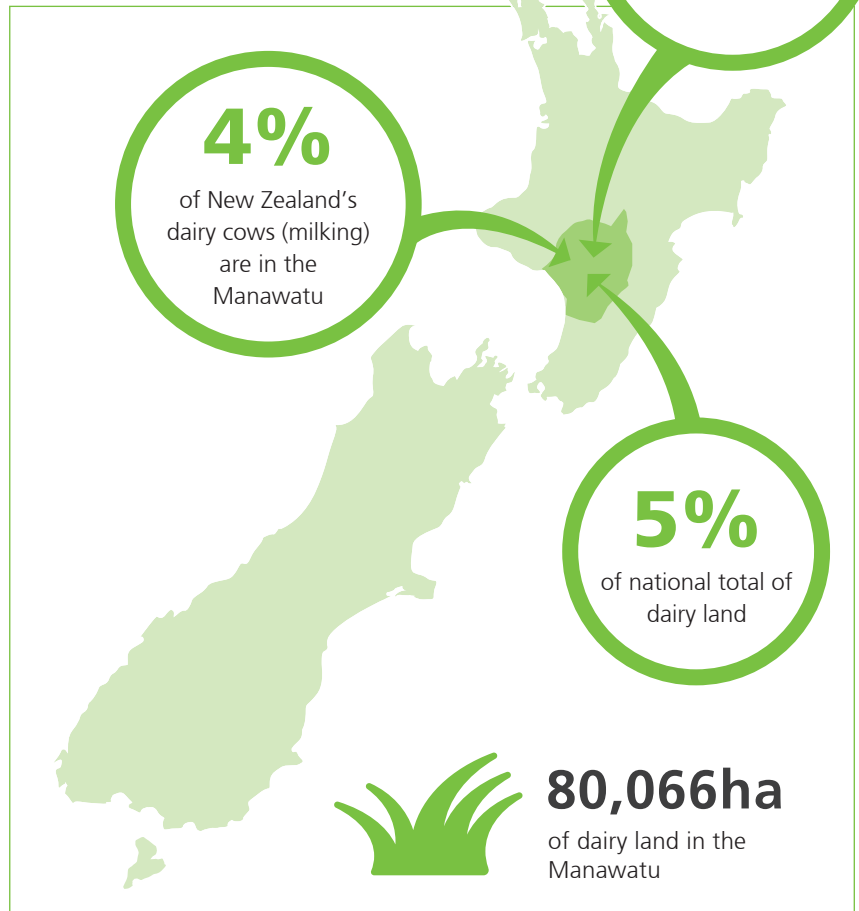 4%
of New Zealand's
dairy cows (milking)
are in the
Manawatu
5%
of national total of
dairy land
80,066ha
of dairy land in the
Manawatu